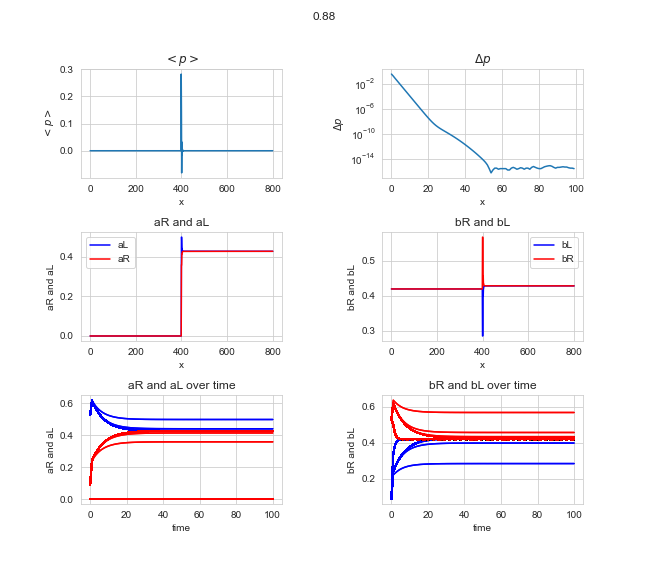 0.88
< p >
Δp
0.3
0.2
0.1
0.0
< p >
0 200 400 600 800
x
10⁻²
10⁻⁶
10⁻¹⁰
10⁻¹⁴
Δp
0 20 40 60 80 100
x
aR and aL
bR and bL
aL
aR
0.4
0.2
0.0
aR and aL
0 200 400 600 800
x
bL
bR
0.5
0.4
0.3
bR and bL
0 200 400 600 800
x
aR and aL over time
bR and bL over time
0.6
0.4
0.2
0.0
aR and aL
0 20 40 60 80 100
time
0.6
0.4
0.2
bR and bL
0 20 40 60 80 100
time